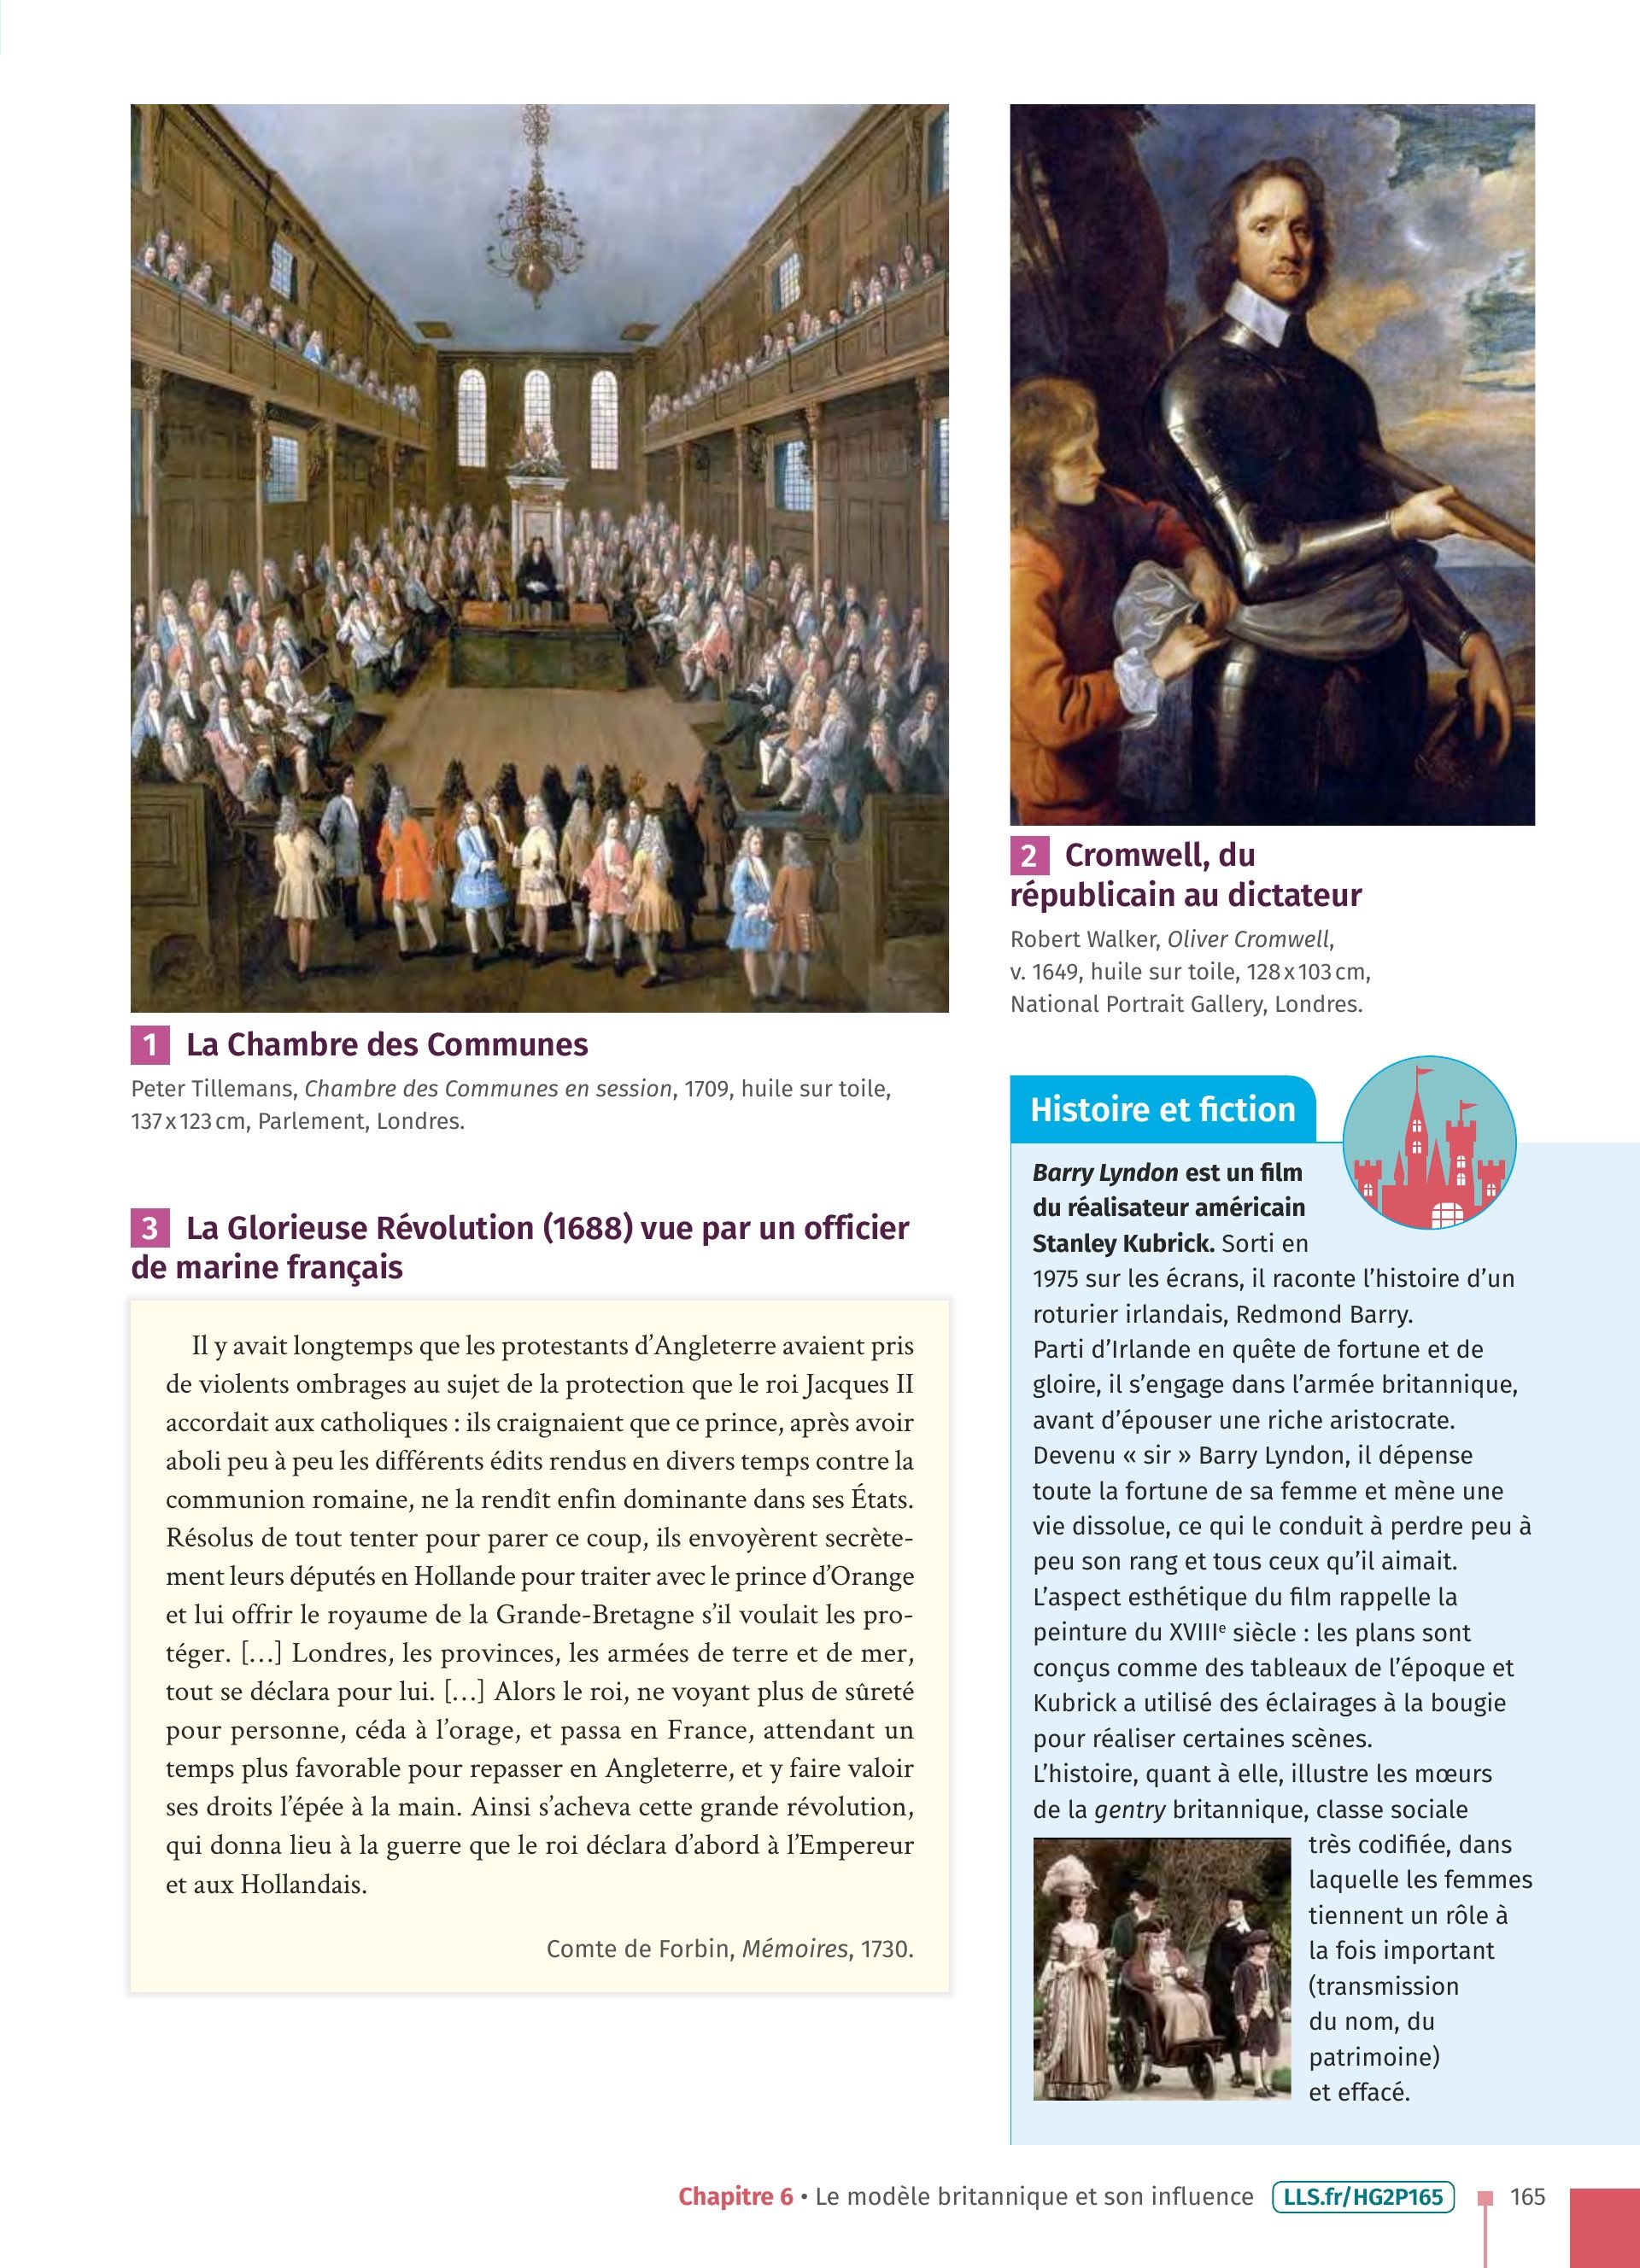 1 La Chambre des Communes
Peter Tillemans, Chambre des Communes en session, 1709, huile sur toile,
137 x 123 cm, Parlement, Londres.
2 Cromwell, du
républicain au dictateur
Robert Walker, Oliver Cromwell,
v. 1649, huile sur toile, 128 x 103 cm,
National Portrait Gallery, Londres.
3 La Glorieuse Révolution (1688) vue par un officier
de marine français
Il y avait longtemps que les protestants d'Angleterre avaient pris
de violents ombrages au sujet de la protection que le roi Jacques II
accordait aux catholiques : ils craignaient que ce prince, après avoir
aboli peu à peu les différents édits rendus en divers temps contre la
communion romaine, ne la rendît enfin dominante dans ses États.
Résolus de tout tenter pour parer ce coup, ils envoyèrent secrète-
ment leurs députés en Hollande pour traiter avec le prince d'Orange
et lui offrir le royaume de la Grande-Bretagne s'il voulait les pro-
téger. […] Londres, les provinces, les armées de terre et de mer,
tout se déclara pour lui. […] Alors le roi, ne voyant plus de sûreté
pour personne, céda à l'orage, et passa en France, attendant un
temps plus favorable pour repasser en Angleterre, et y faire valoir
ses droits l'épée à la main. Ainsi s'acheva cette grande révolution,
qui donna lieu à la guerre que le roi déclara d'abord à l'Empereur
et aux Hollandais.
Comte de Forbin, Mémoires, 1730.
Histoire et fiction
Barry Lyndon est un film
du réalisateur américain
Stanley Kubrick. Sorti en
1975 sur les écrans, il raconte l'histoire d'un
roturier irlandais, Redmond Barry.
Parti d'Irlande en quête de fortune et de
gloire, il s'engage dans l'armée britannique,
avant d'épouser une riche aristocrate.
Devenu « sir » Barry Lyndon, il dépense
toute la fortune de sa femme et mène une
vie dissolue, ce qui le conduit à perdre peu à
peu son rang et tous ceux qu'il aimait.
L'aspect esthétique du film rappelle la
peinture du XVIIIe siècle : les plans sont
conçus comme des tableaux de l'époque et
Kubrick a utilisé des éclairages à la bougie
pour réaliser certaines scènes.
L'histoire, quant à elle, illustre les mœurs
de la gentry britannique, classe sociale
très codifiée, dans
laquelle les femmes
tiennent un rôle à
la fois important
(transmission
du nom, du
patrimoine)
et effacé.
Chapitre 6 • Le modèle britannique et son influence LLS.fr/HG2P165 165